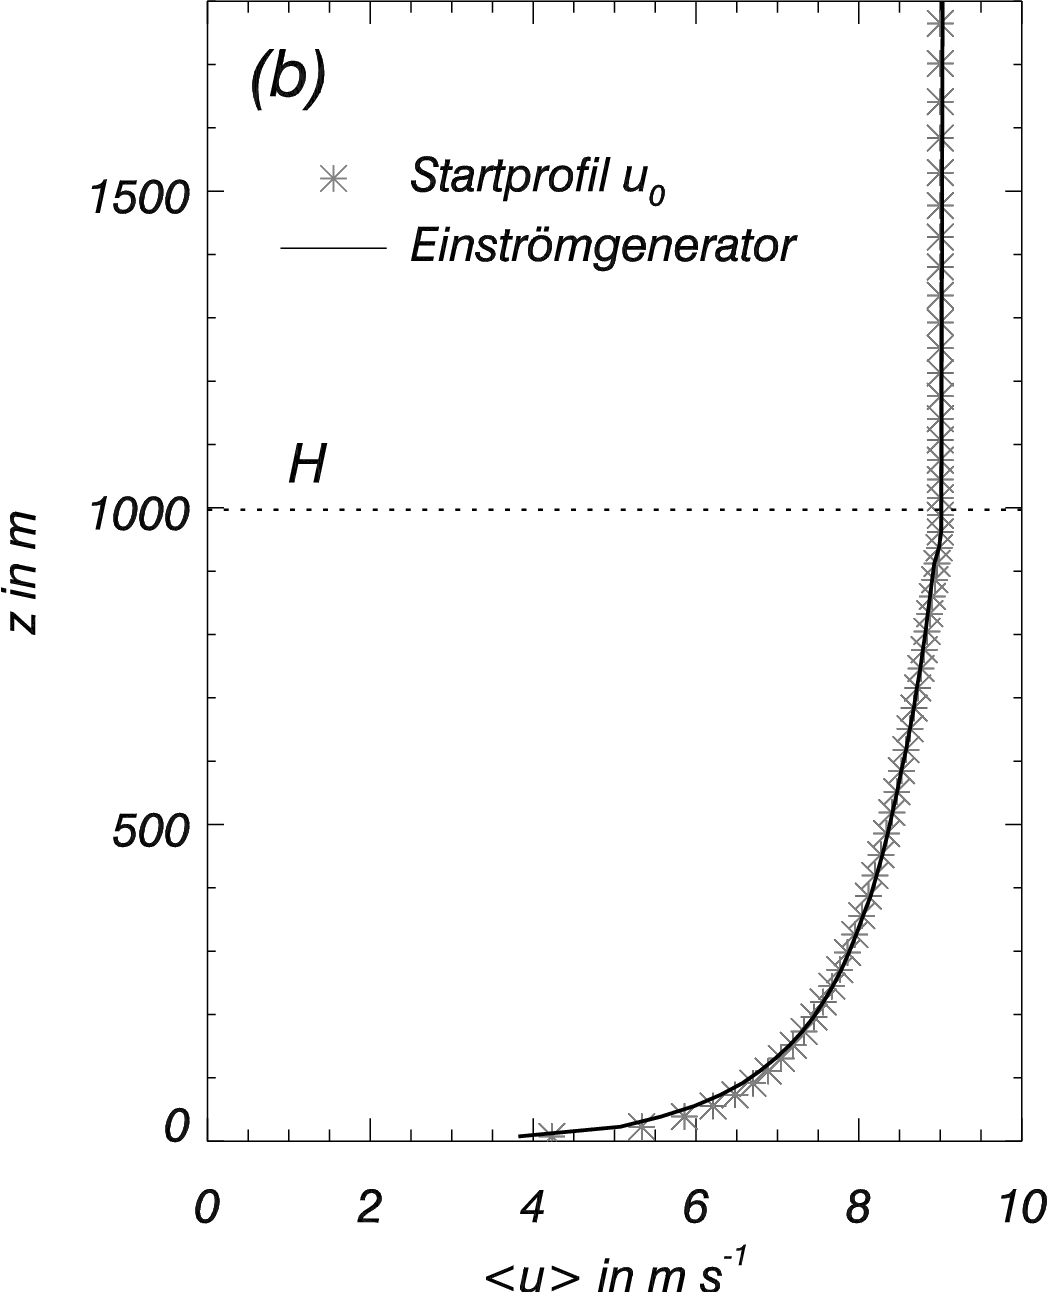 (b)
Startprofil u₀
Einströmgenerator
1500
H
1000
z in m
500
0
0 2 4 6 8 10
<u> in m s⁻¹